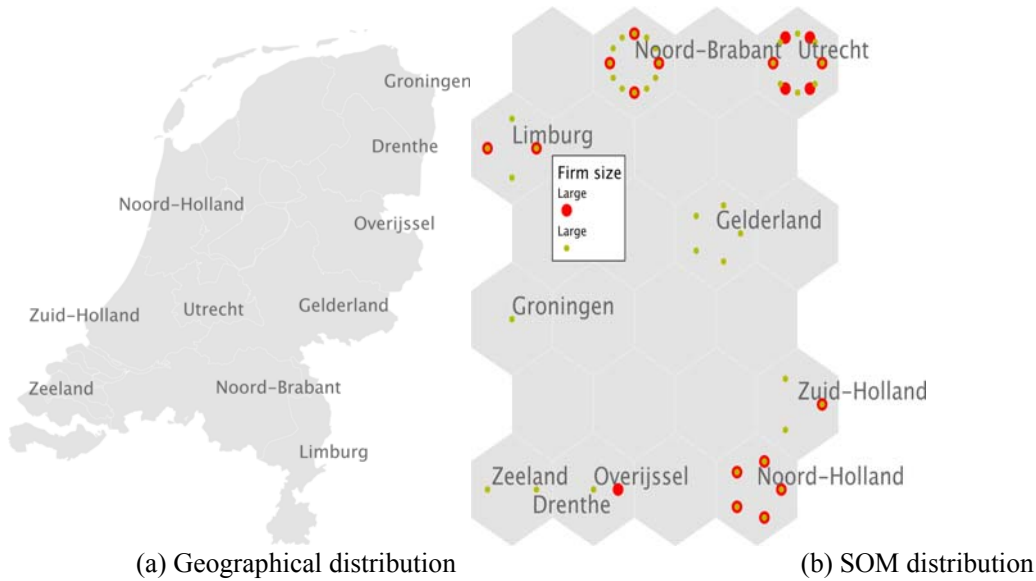 Groningen
Drenthe
Noord-Holland
Overijssel
Zuid-Holland
Utrecht
Gelderland
Zeeland
Noord-Brabant
Limburg
(a) Geographical distribution
Noord-Brabant
Utrecht
Limburg
Firm size
Large
Large
Gelderland
Groningen
Zuid-Holland
Zeeland
Overijssel
Noord-Holland
Drenthe
(b) SOM distribution